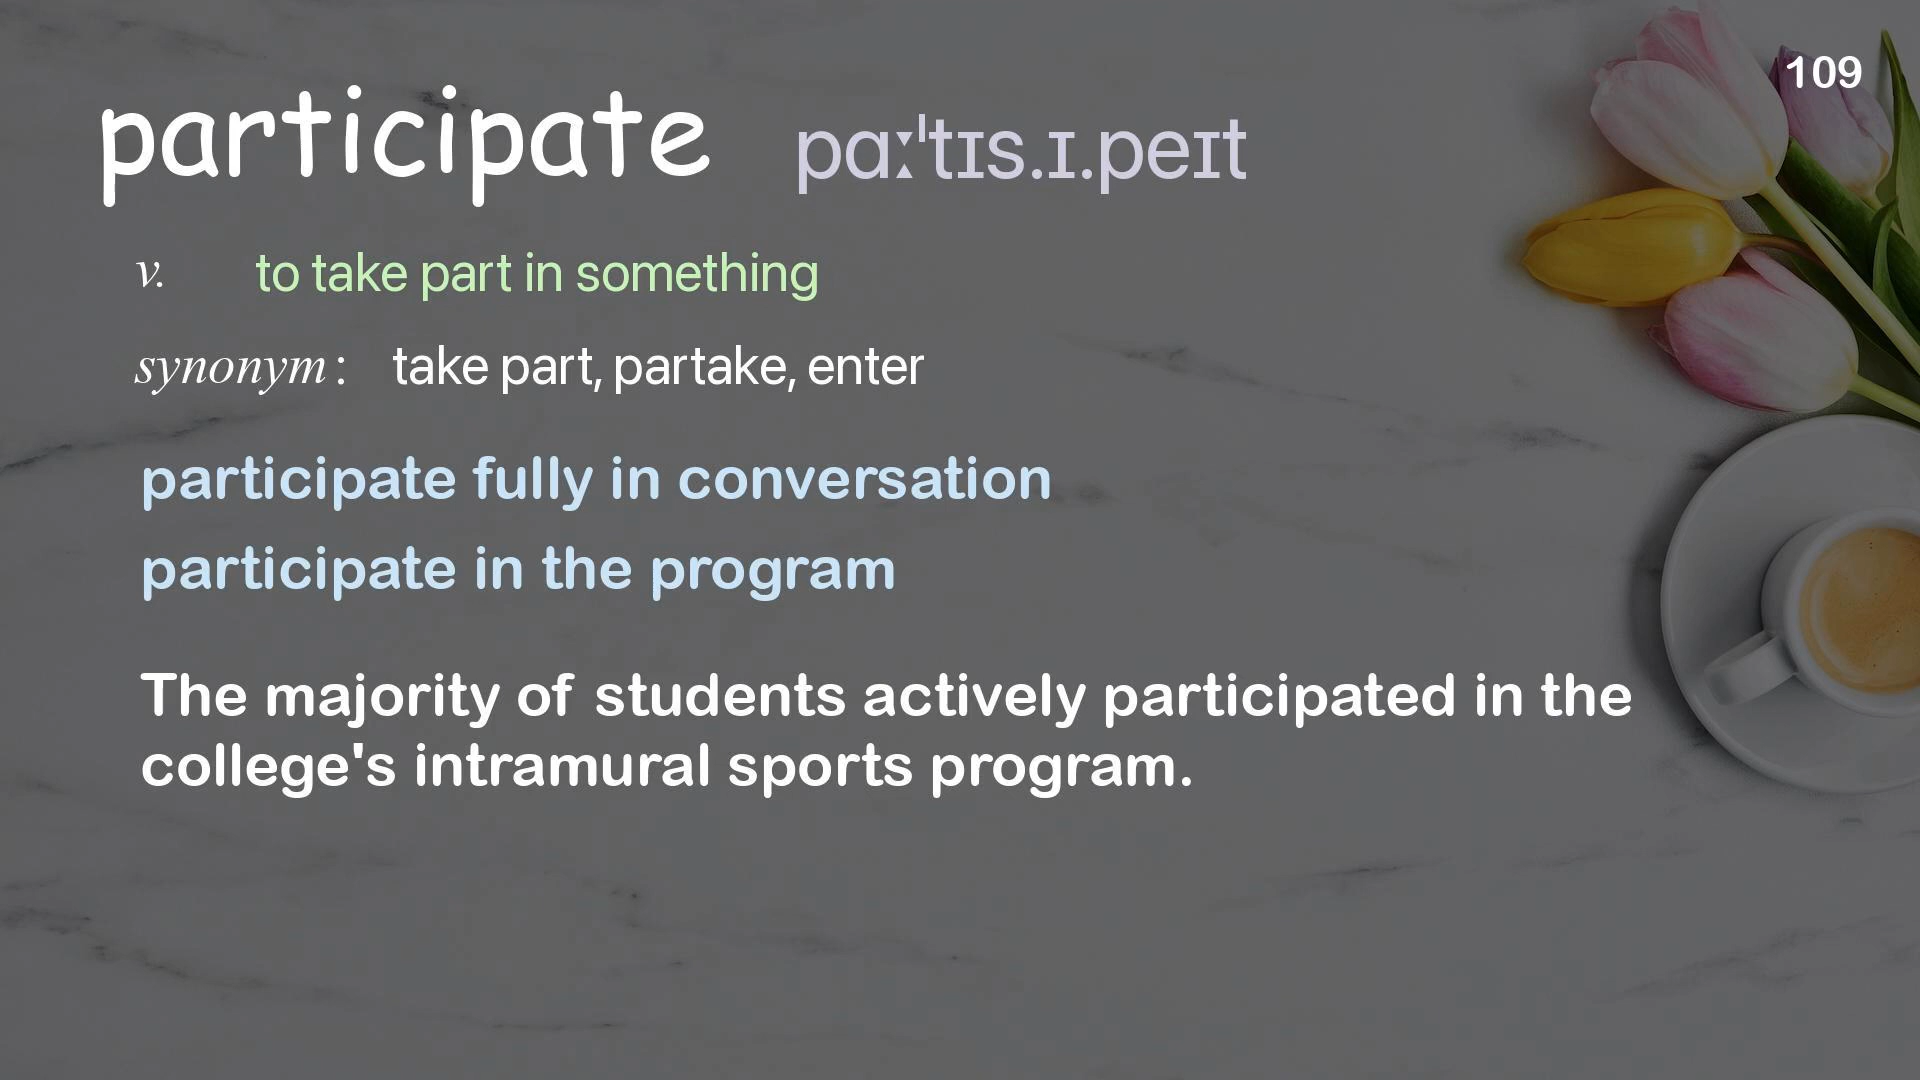 109
participate pɑːˈtɪs.ɪ.peɪt
v. to take part in something
synonym : take part, partake, enter
participate fully in conversation
participate in the program
The majority of students actively participated in the
college's intramural sports program.